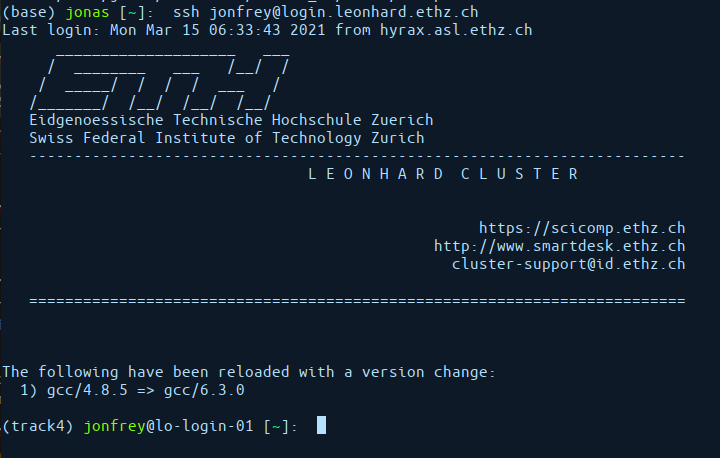 (base) jonas [~]:  ssh jonfrey@login.leonhard.ethz.ch
Last login: Mon Mar 15 06:33:43 2021 from hyrax.asl.ethz.ch
ETH
Eidgenoessische Technische Hochschule Zuerich
Swiss Federal Institute of Technology Zurich
-------------------------------------------------------------------------
L E O N H A R D  C L U S T E R
https://scicomp.ethz.ch
http://www.smartdesk.ethz.ch
cluster-support@id.ethz.ch
=========================================================================
The following have been reloaded with a version change:
1) gcc/4.8.5 => gcc/6.3.0
(track4) jonfrey@lo-login-01 [~]: